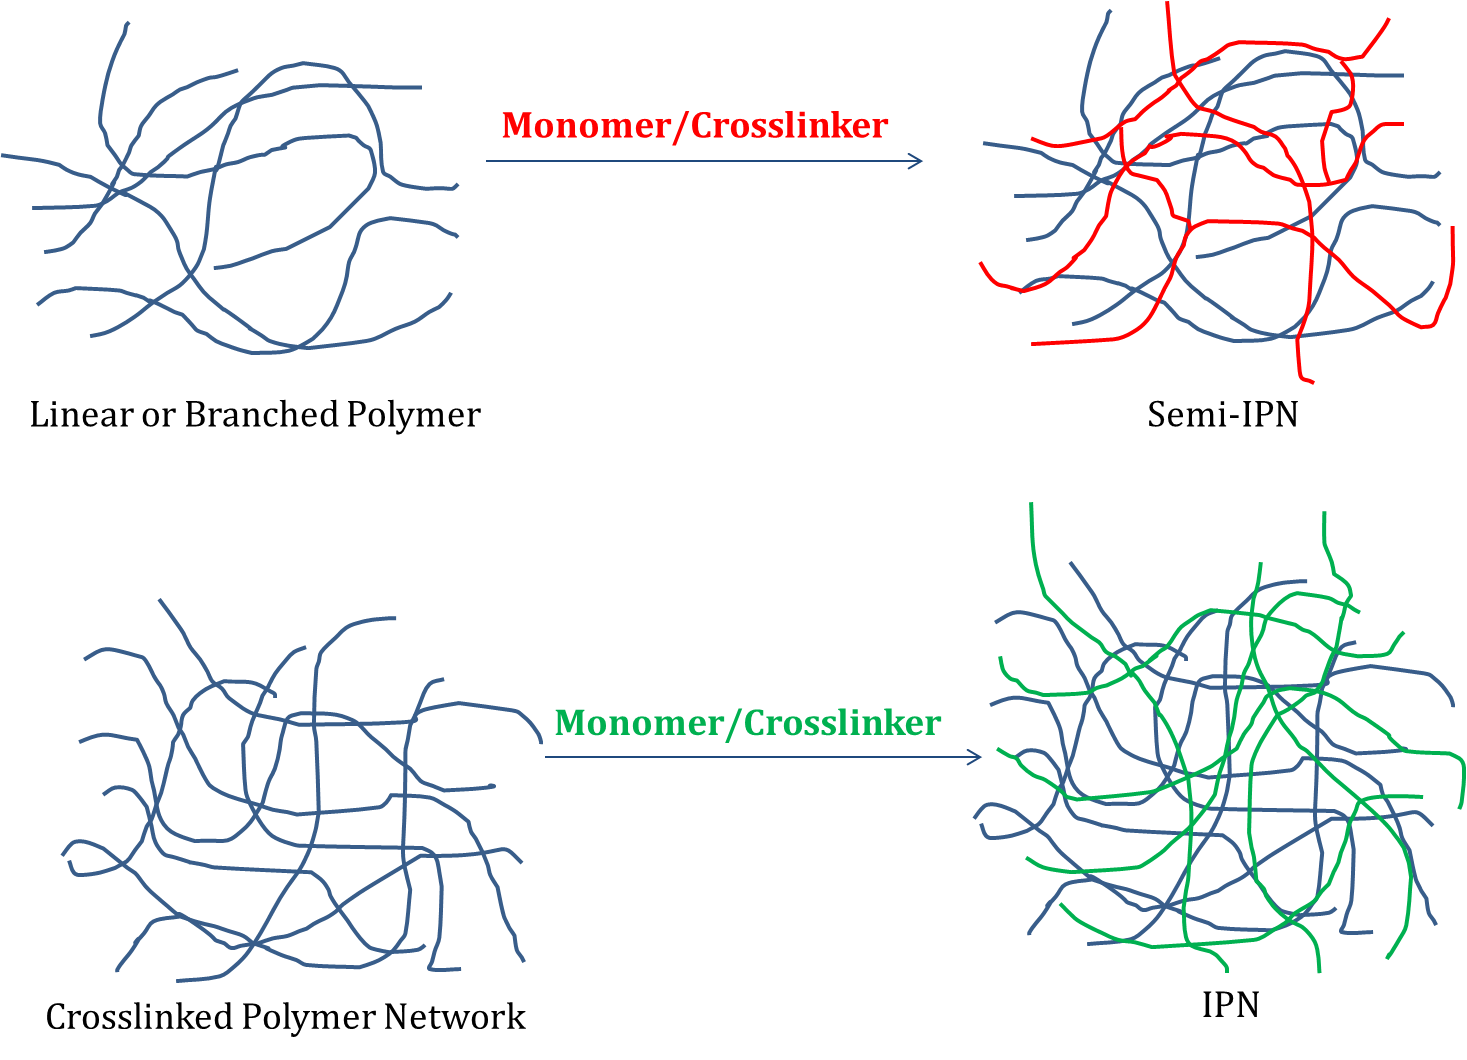 Monomer/Crosslinker
Linear or Branched Polymer
Semi-IPN
Monomer/Crosslinker
Crosslinked Polymer Network
IPN